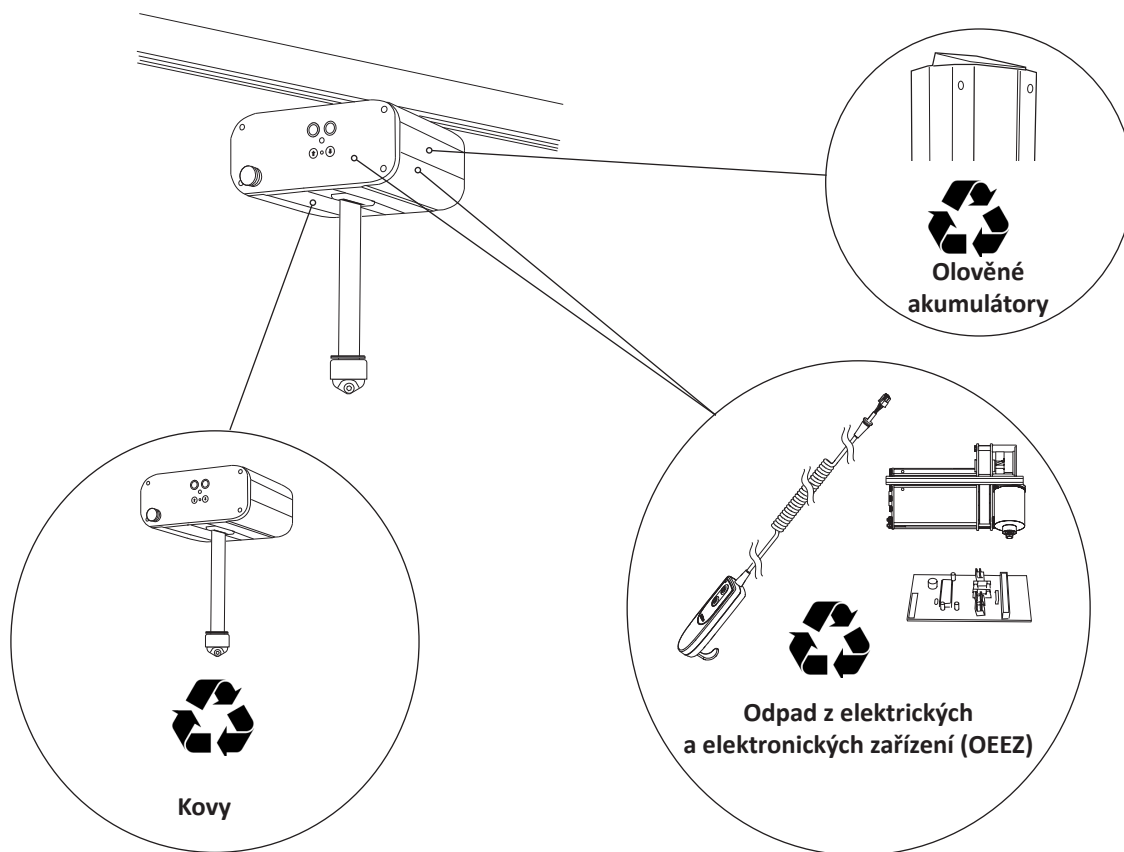 Olověné
akumulátory
Odpad z elektrických
a elektronických zařízení (OEEZ)
Kovy